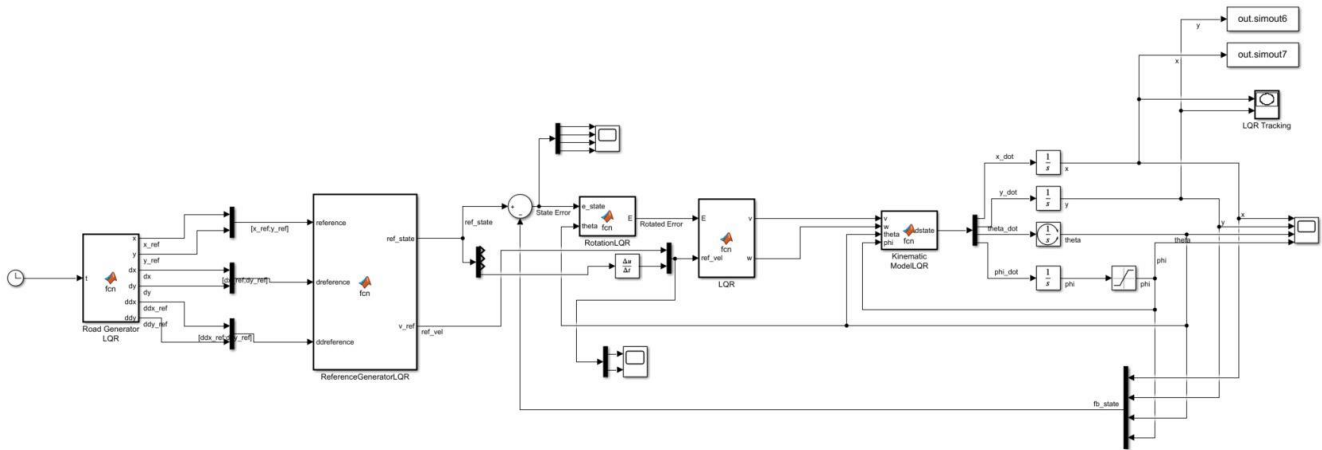 out.simout6
y
out.simout7
x
LQR Tracking
x_dot
1
s
x
y_dot
1
s
y
theta_dot
1
s
theta
phi_dot
1
s
phi
phi
x
y
theta
phi
t
fcn
x
y
dx
dy
ddx
ddy
Road Generator
LQR
x_ref
y_ref
dx
dy
ddx_ref
ddy_ref
[x_ref;y_ref]
reference
dreference
ddreference
fcn
ref_state
v_ref
ReferenceGeneratorLQR
ref_state
ref_vel
+
−
State Error
e_state
theta
fcn
E
RotationLQR
Rotated Error
Δu
Δt
E
ref_vel
fcn
v
w
LQR
v
w
theta
phi
fcn
dstate
Kinematic
ModelLQR
fb_state